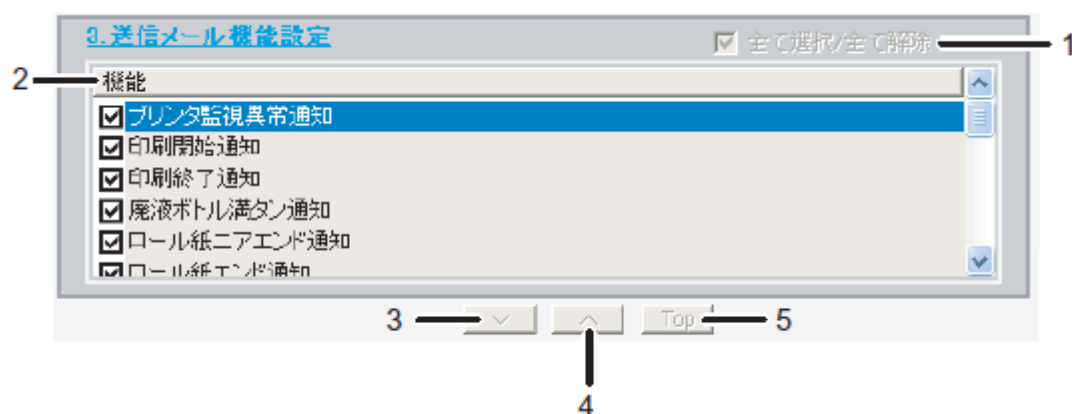 3.送信メール機能設定
全て選択/全て解除
1
2
機能
プリンタ監視異常通知
印刷開始通知
印刷終了通知
廃液ボトル満タン通知
ロール紙ニアエンド通知
ロール紙エンド通知
3
Top
5
4